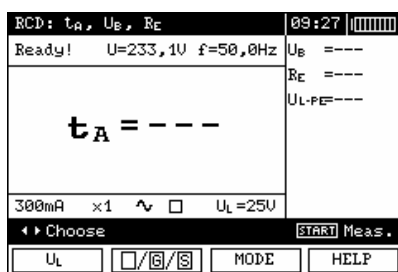 RCD: tA, UB, RE 09:27
Ready! U=233,1V f=50,0Hz
UB =---
RE =---
UL-PE=---
tA =---
300mA x1 ∿ □ UL=25V
◂▸ Choose START Meas.
UL □/G/S MODE HELP